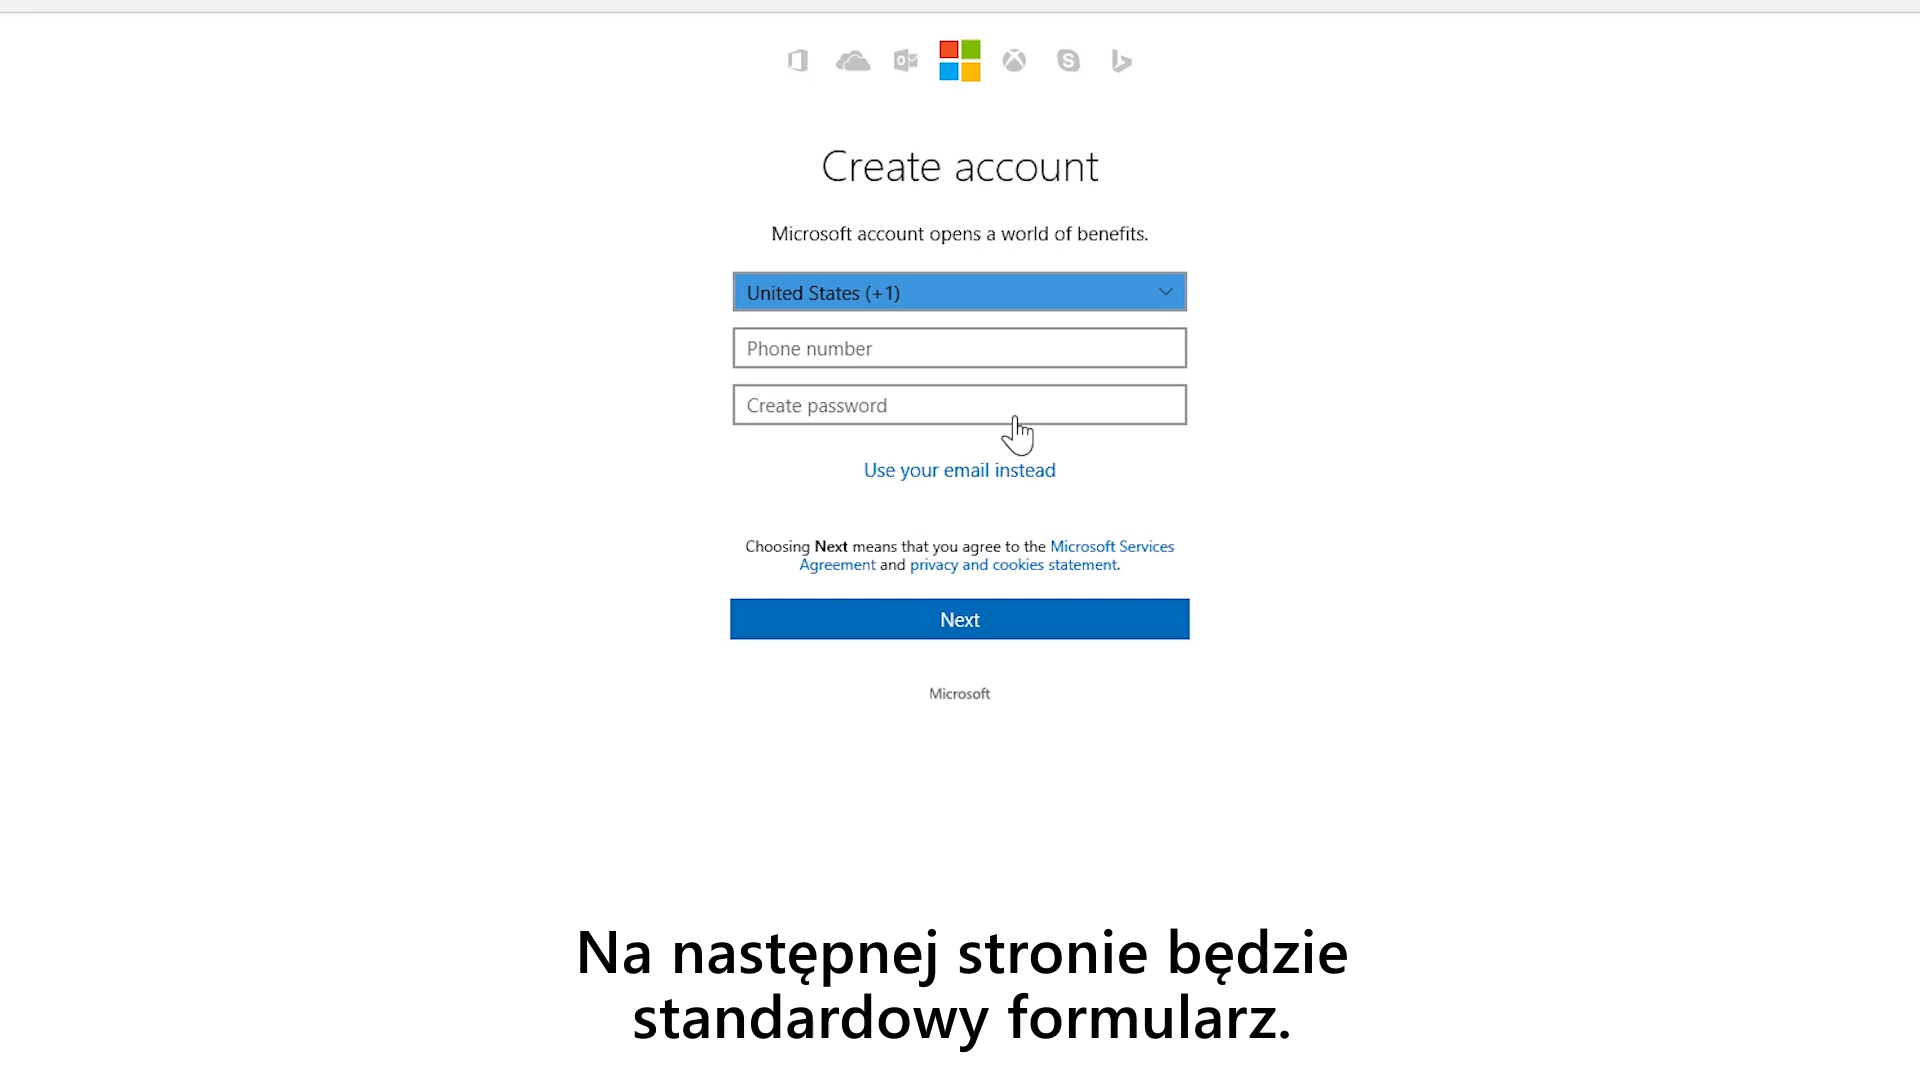 Create account
Microsoft account opens a world of benefits.
United States (+1)
Phone number
Create password
Use your email instead
Choosing Next means that you agree to the Microsoft Services
Agreement and privacy and cookies statement.
Next
Microsoft
Na następnej stronie będzie
standardowy formularz.